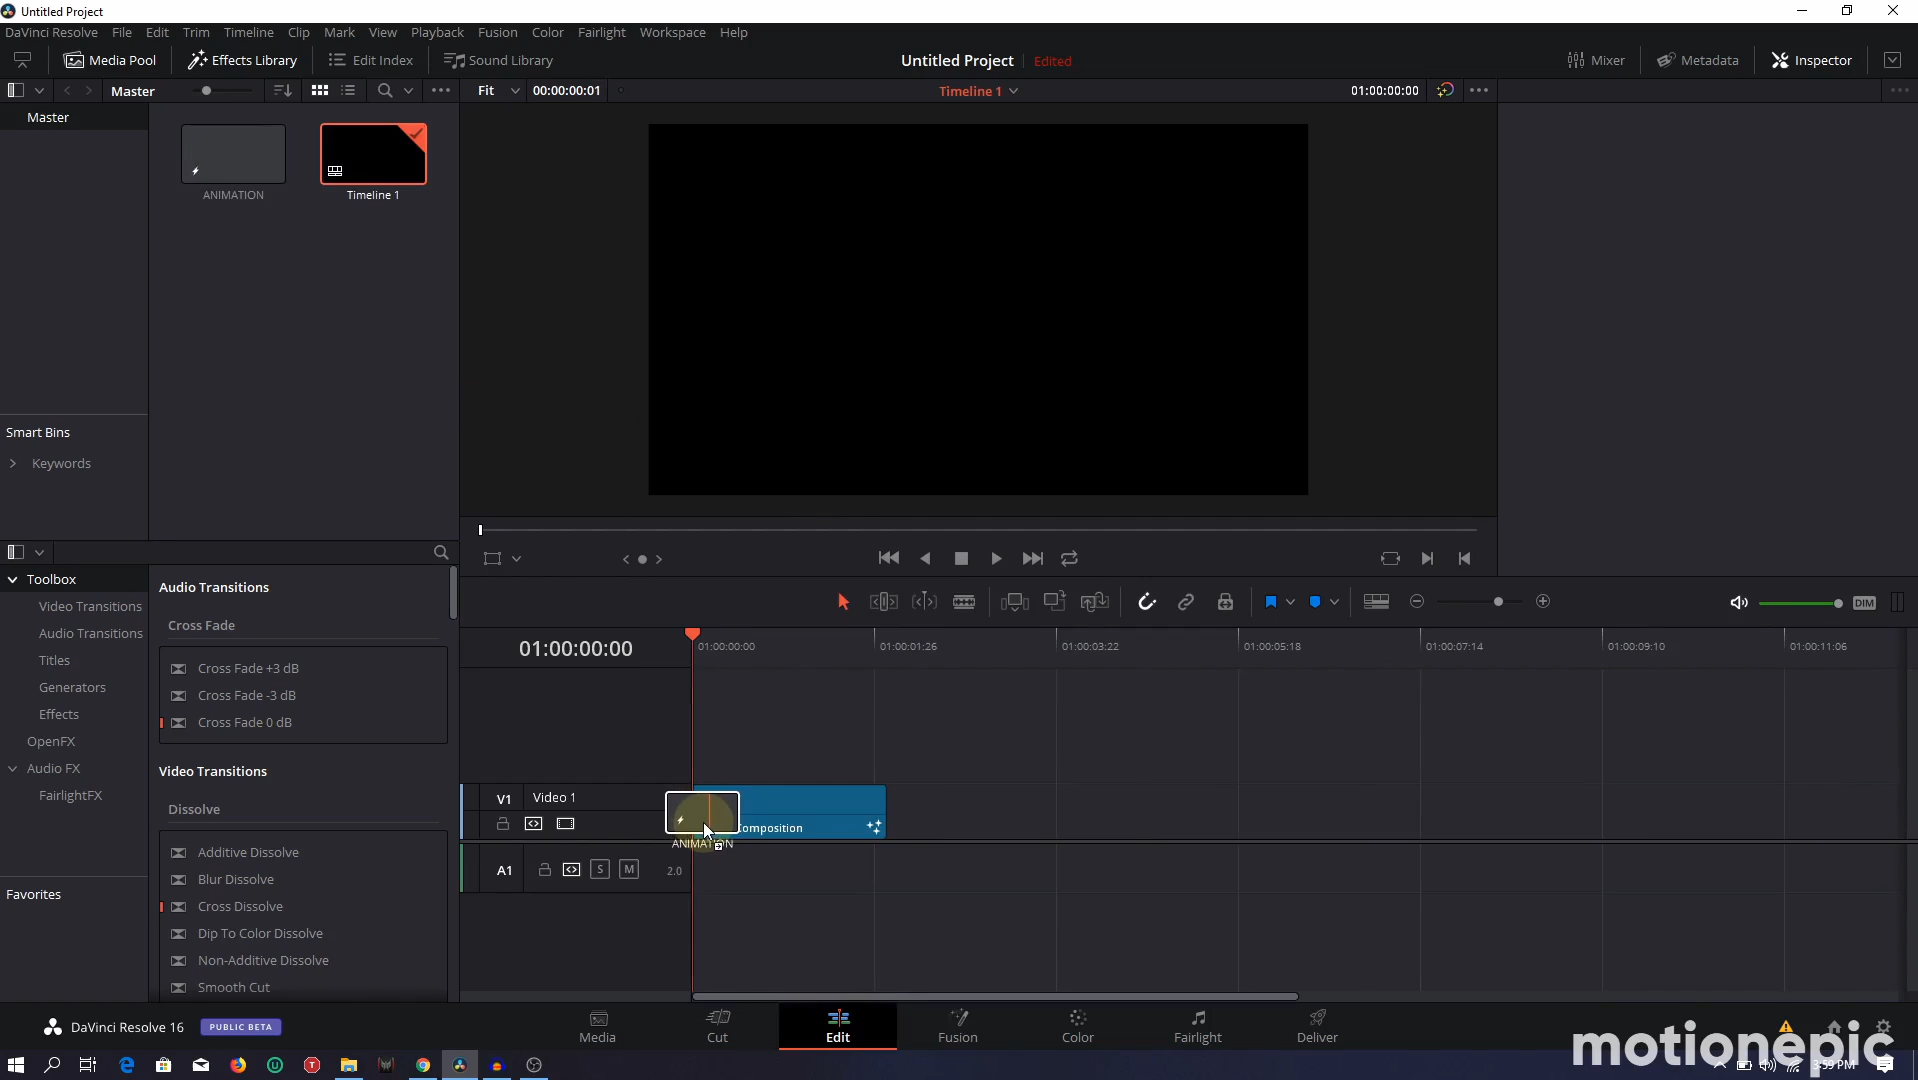 Untitled Project
DaVinci Resolve File Edit Trim Timeline Clip Mark View Playback Fusion Color Fairlight Workspace Help
Media Pool Effects Library Edit Index Sound Library Untitled Project Edited Mixer Metadata Inspector
Master Fit 00:00:00:01 Timeline 1 01:00:00:00
Master
ANIMATION Timeline 1
Smart Bins
Keywords
Toolbox
Video Transitions
Audio Transitions
Titles
Generators
Effects
OpenFX
Audio FX
FairlightFX
Favorites
Audio Transitions
Cross Fade
Cross Fade +3 dB
Cross Fade -3 dB
Cross Fade 0 dB
Video Transitions
Dissolve
Additive Dissolve
Blur Dissolve
Cross Dissolve
Dip To Color Dissolve
Non-Additive Dissolve
Smooth Cut
DIM
01:00:00:00 01:00:00:00 01:00:01:26 01:00:03:22 01:00:05:18 01:00:07:14 01:00:09:10 01:00:11:06
V1 Video 1
Composition
ANIMATION
A1 S M 2.0
DaVinci Resolve 16 PUBLIC BETA Media Cut Edit Fusion Color Fairlight Deliver
motionepic
3:59 PM